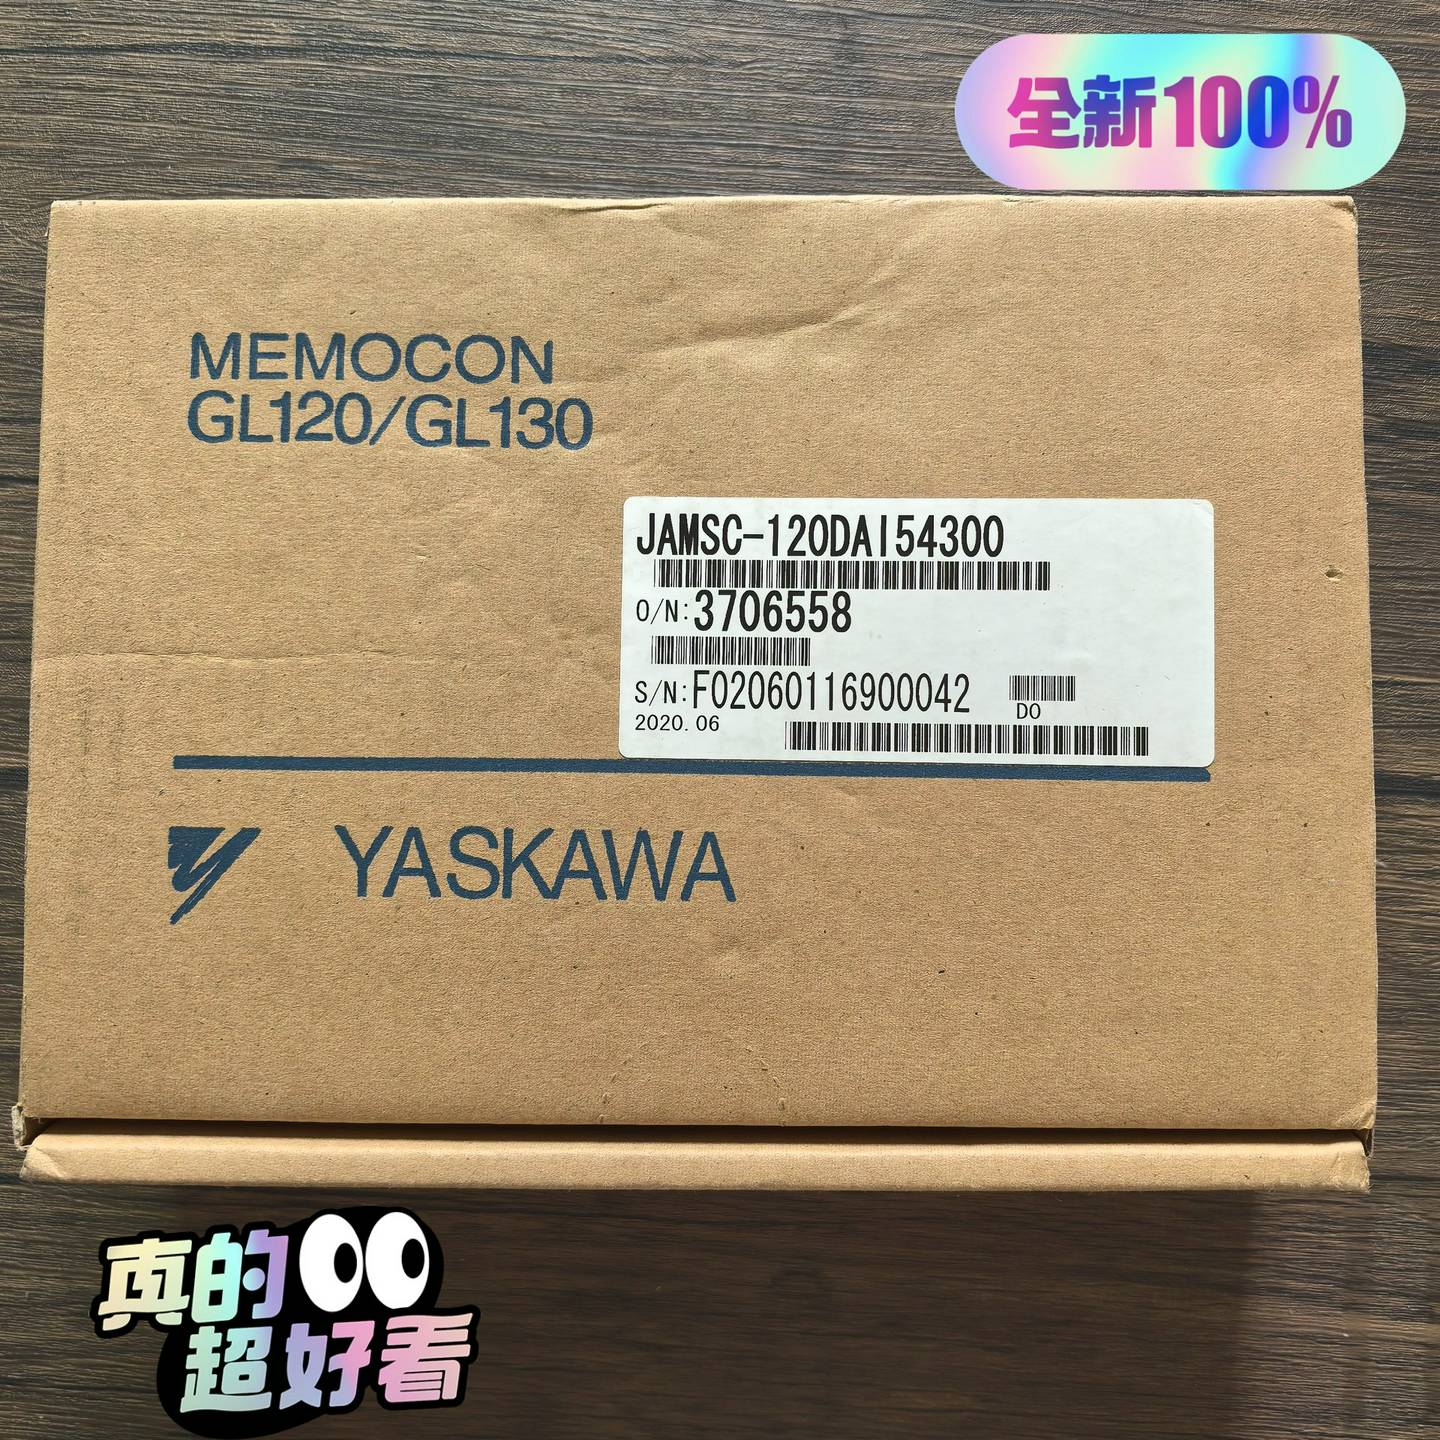 全新100%
MEMOCON
GL120/GL130
JAMSC-120DAI54300
O/N:3706558
S/N:F02060116900042
DO
2020.06
YASKAWA
真的
超好看